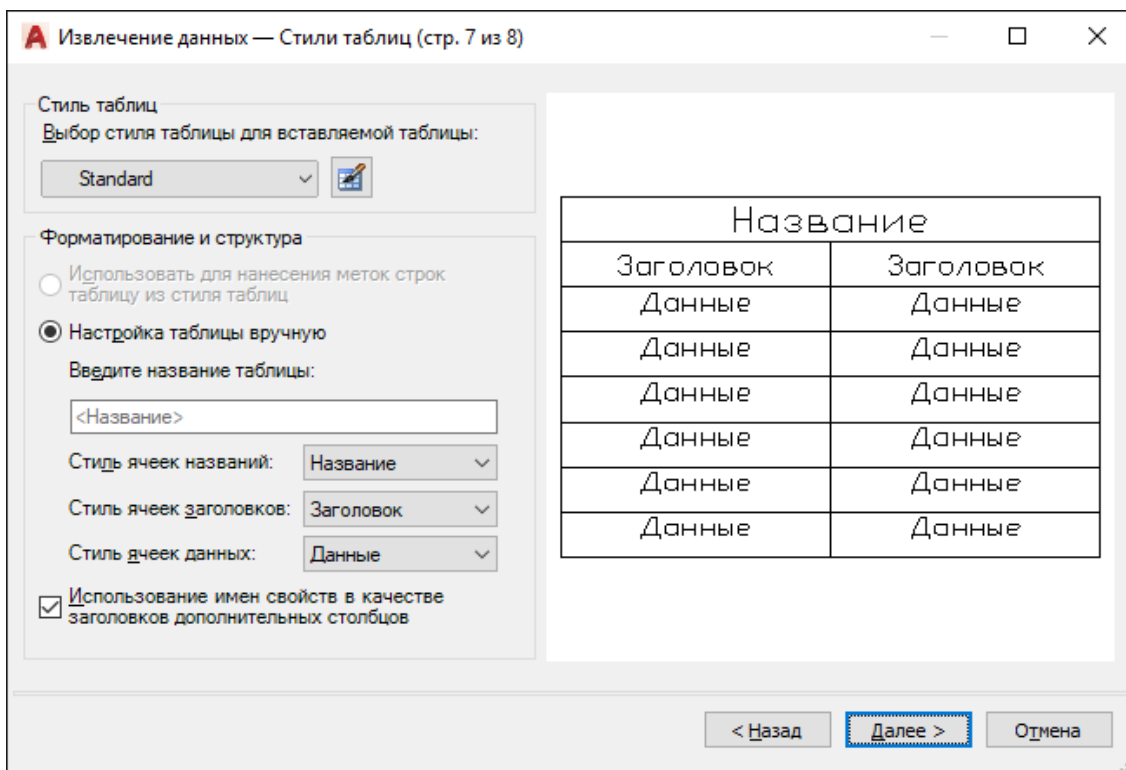 Извлечение данных — Стили таблиц (стр. 7 из 8)
Стиль таблиц
Выбор стиля таблицы для вставляемой таблицы:
Standard
Форматирование и структура
Использовать для нанесения меток строк
таблицу из стиля таблиц
Настройка таблицы вручную
Введите название таблицы:
<Название>
Стиль ячеек названий: Название
Стиль ячеек заголовков: Заголовок
Стиль ячеек данных: Данные
Использование имен свойств в качестве
заголовков дополнительных столбцов
Название
Заголовок Заголовок
Данные Данные
Данные Данные
Данные Данные
Данные Данные
Данные Данные
Данные Данные
< Назад Далее > Отмена